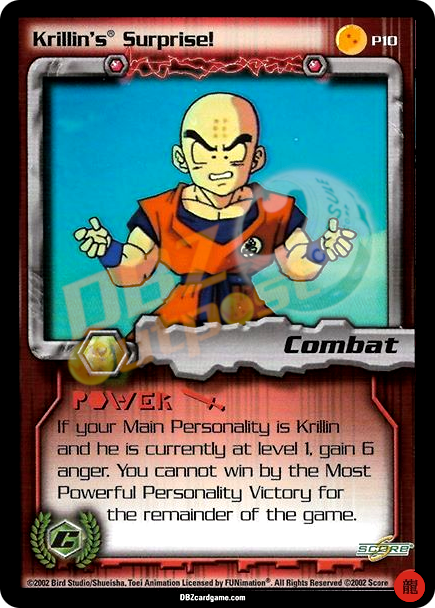 Krillin's® Surprise!
P10
DBZ Outpost
Combat
POWER
If your Main Personality is Krillin
and he is currently at level 1, gain 6
anger. You cannot win by the Most
Powerful Personality Victory for
the remainder of the game.
G
SCORE
©2002 Bird Studio/Shueisha, Toei Animation Licensed by FUNimation®. All Rights Reserved ©2002 Score
DBZcardgame.com
龍